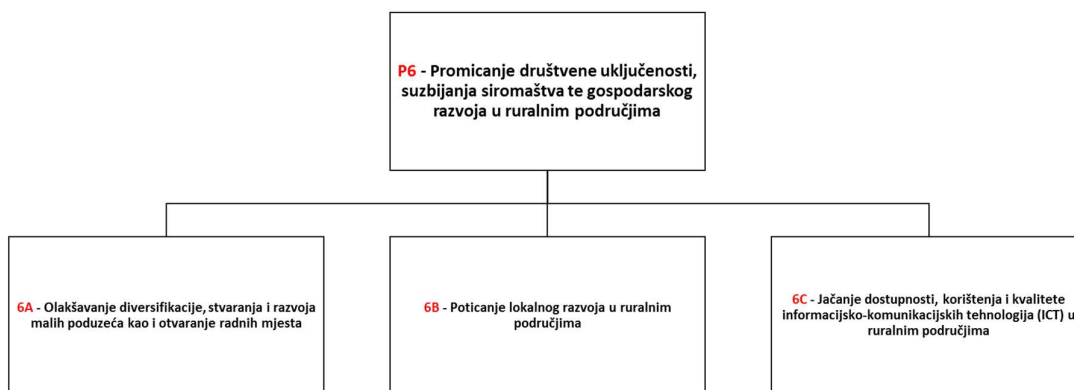 P6 - Promicanje društvene uključenosti,
suzbijanja siromaštva te gospodarskog
razvoja u ruralnim područjima
6A - Olakšavanje diversifikacije, stvaranja i razvoja
malih poduzeća kao i otvaranje radnih mjesta
6B - Poticanje lokalnog razvoja u ruralnim
područjima
6C - Jačanje dostupnosti, korištenja i kvalitete
informacijsko-komunikacijskih tehnologija (ICT) u
ruralnim područjima